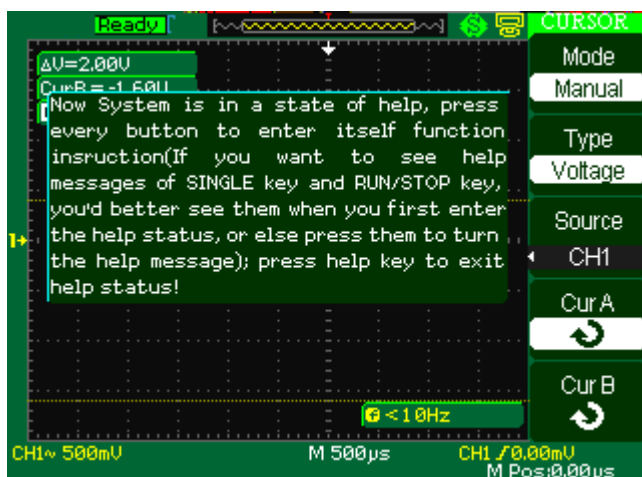 Ready
CURSOR
ΔV=2.00V
CurB=-1.60V
Now System is in a state of help, press
every button to enter itself function
insruction(If you want to see help
messages of SINGLE key and RUN/STOP key,
you'd better see them when you first enter
the help status, or else press them to turn
the help message); press help key to exit
help status!
Mode
Manual
Type
Voltage
Source
CH1
Cur A
Cur B
1
f <10Hz
CH1~ 500mV
M 500µs
CH1 / 0.00mV
M Pos:0.00µs